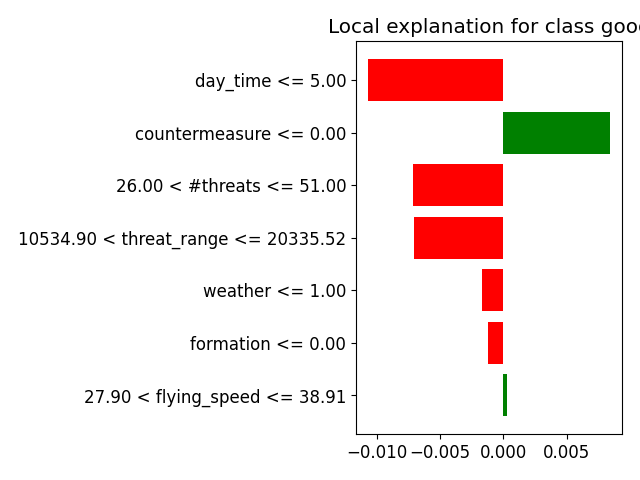 Local explanation for class goo
day_time <= 5.00
countermeasure <= 0.00
26.00 < #threats <= 51.00
10534.90 < threat_range <= 20335.52
weather <= 1.00
formation <= 0.00
27.90 < flying_speed <= 38.91
−0.010 −0.005 0.000 0.005